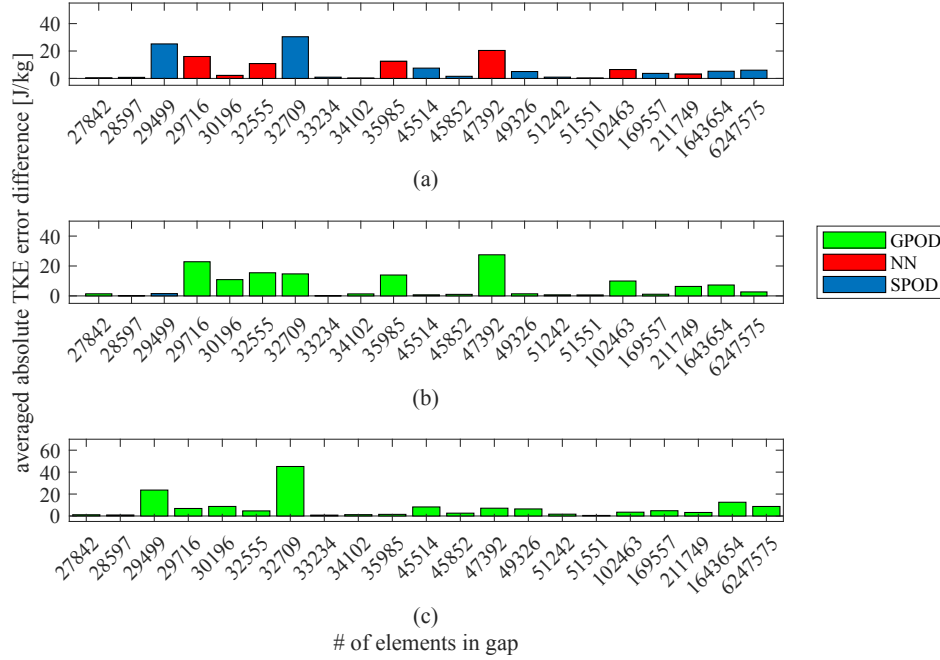 averaged absolute TKE error difference [J/kg]
40
20
0
27842 28597 29499 29716 30196 32555 32709 33234 34102 35985 45514 45852 47392 49326 51242 51551 102463 169557 211749 1643654 6247575
(a)
40
20
0
27842 28597 29499 29716 30196 32555 32709 33234 34102 35985 45514 45852 47392 49326 51242 51551 102463 169557 211749 1643654 6247575
(b)
GPOD
NN
SPOD
60
40
20
0
27842 28597 29499 29716 30196 32555 32709 33234 34102 35985 45514 45852 47392 49326 51242 51551 102463 169557 211749 1643654 6247575
(c)
# of elements in gap